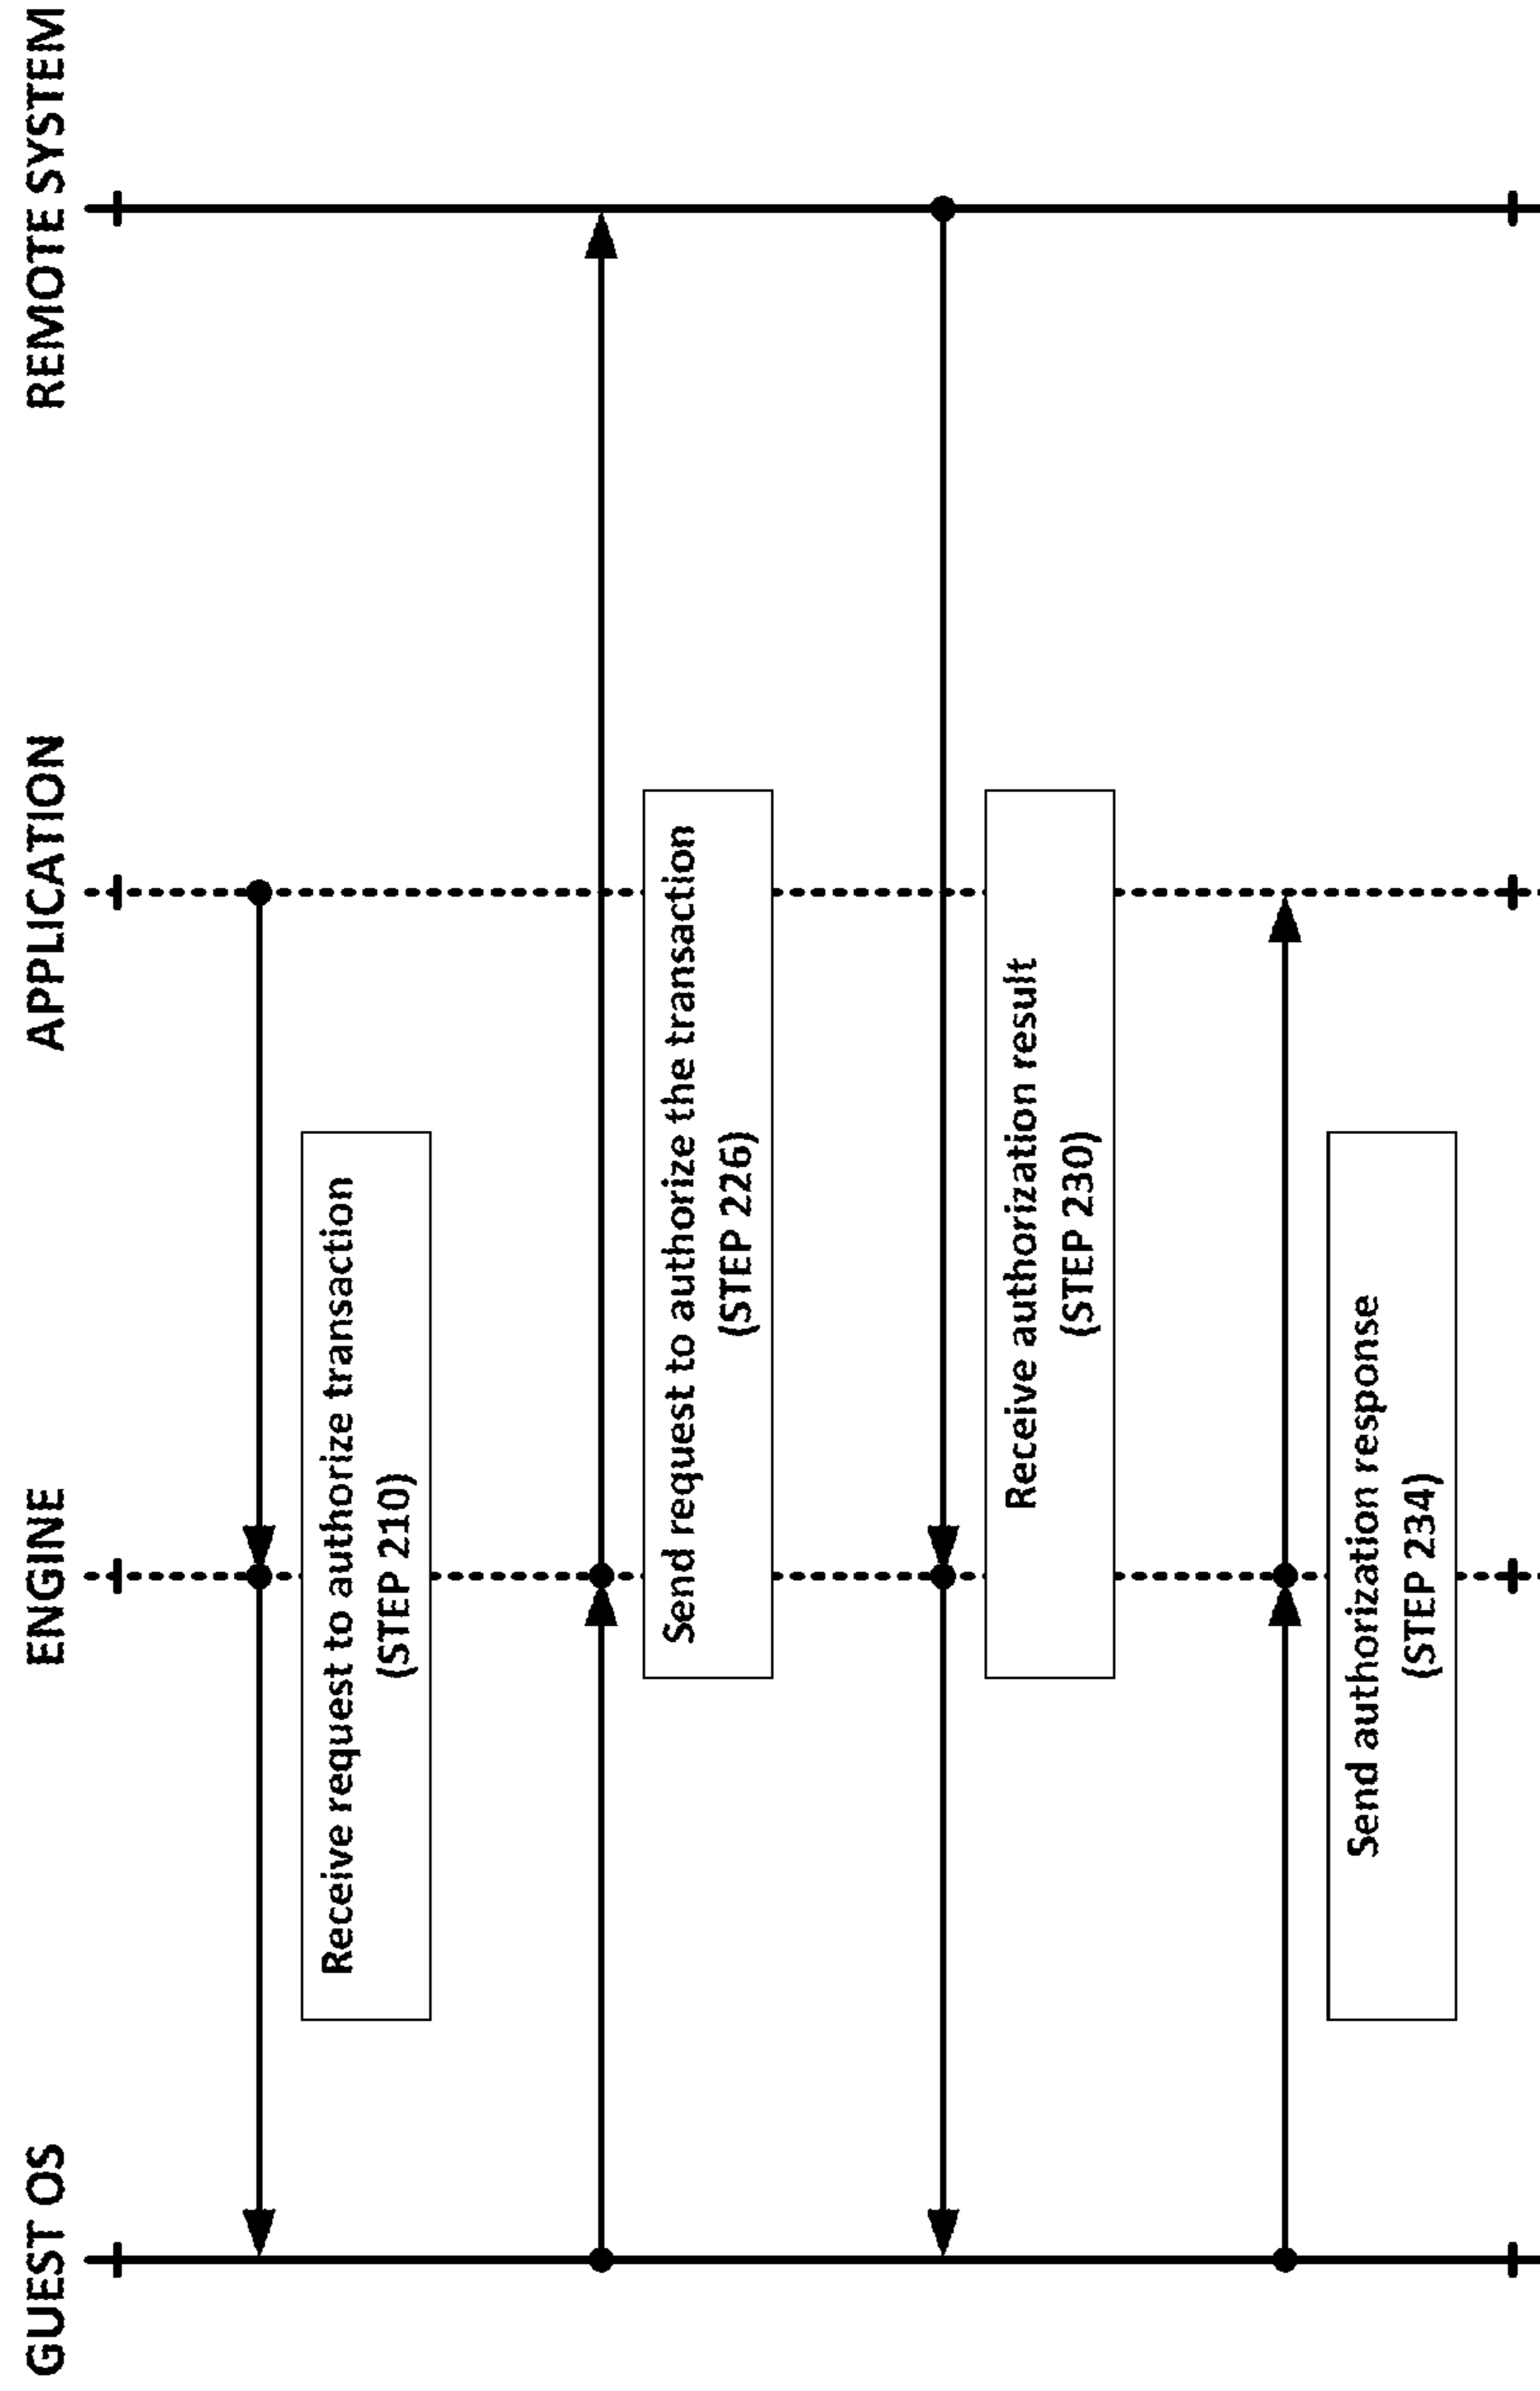 GUEST OS
ENGINE
APPLICATION
REMOTE SYSTEM
Receive request to authorize transaction
(STEP 210)
Send request to authorize the transaction
(STEP 226)
Receive authorization result
(STEP 230)
Send authorization response
(STEP 234)